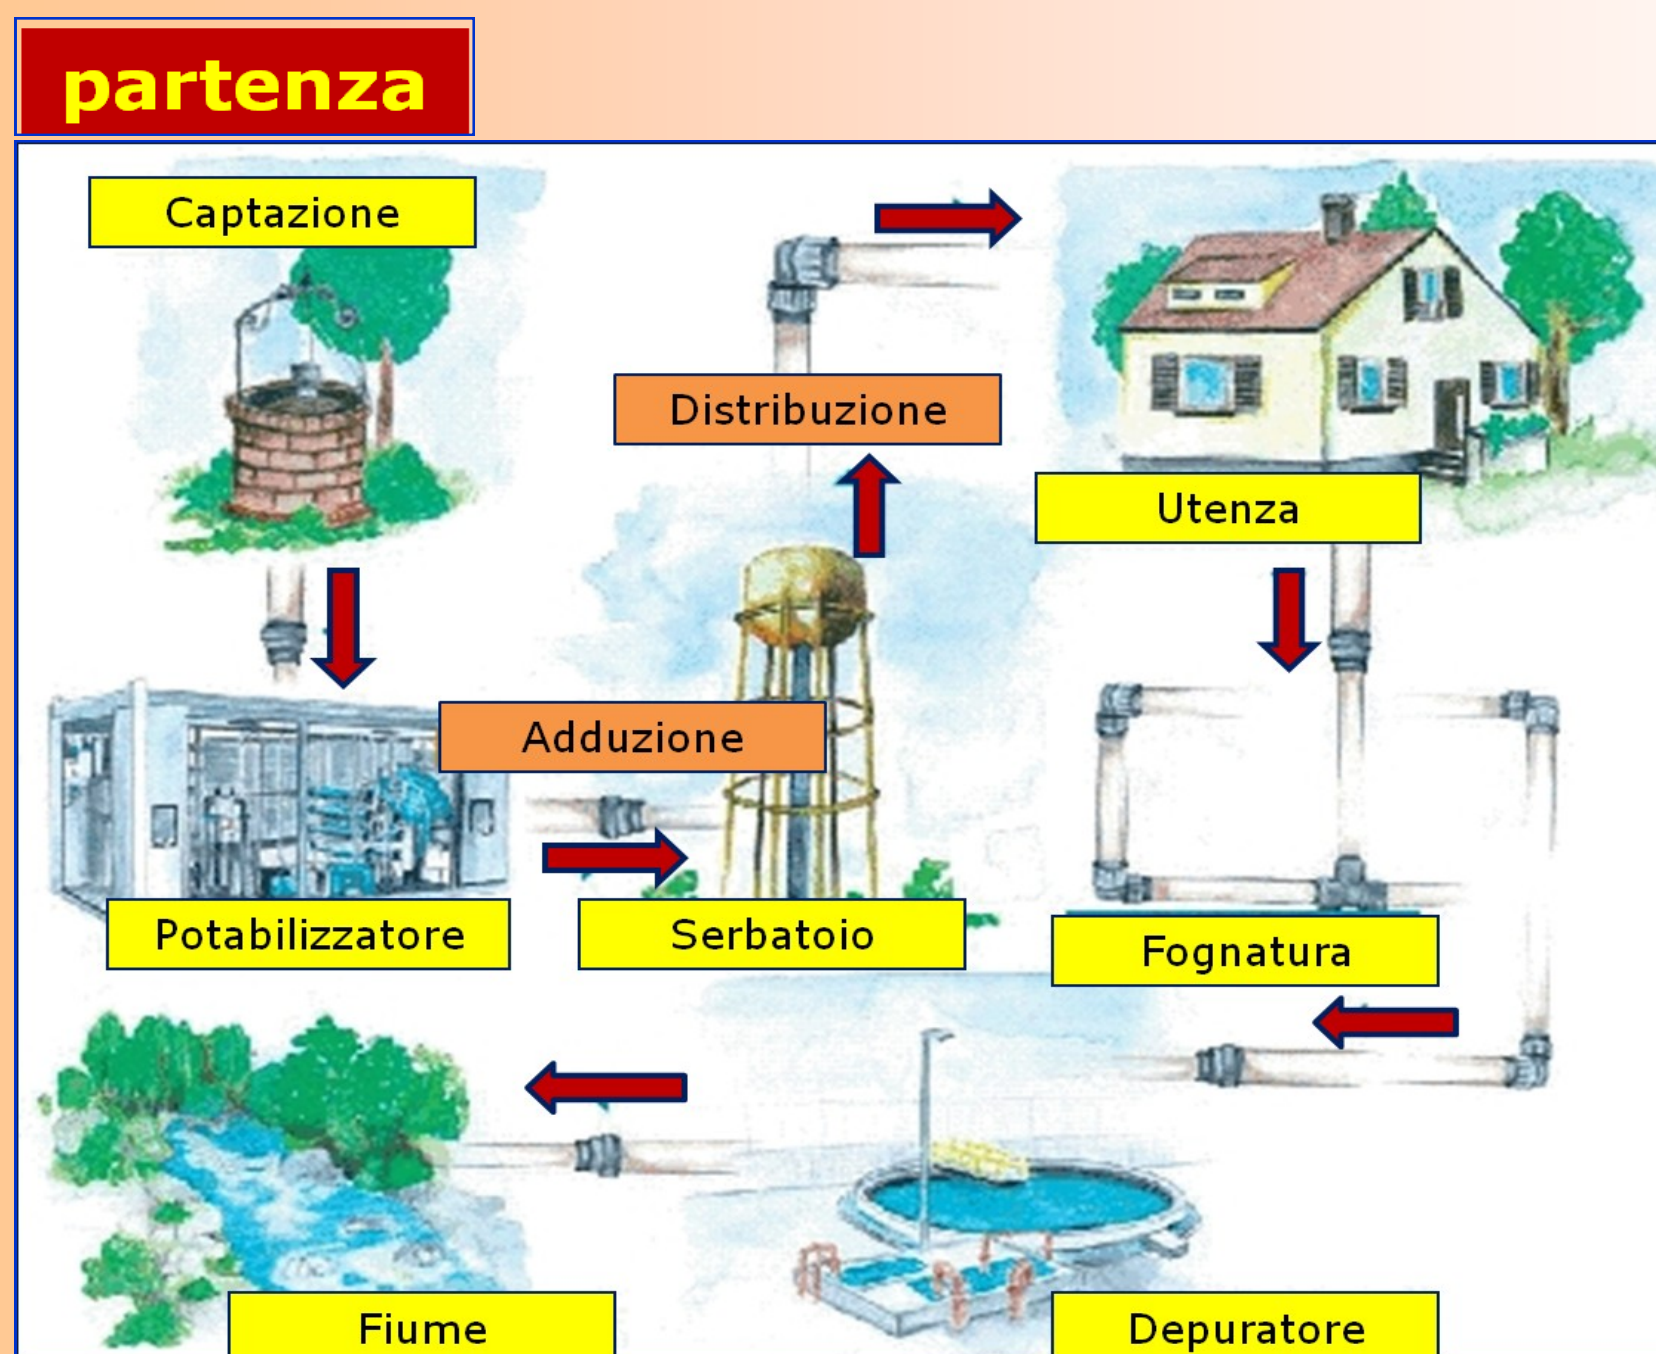 partenza
Captazione
Distribuzione
Utenza
Adduzione
Potabilizzatore
Serbatoio
Fognatura
Fiume
Depuratore